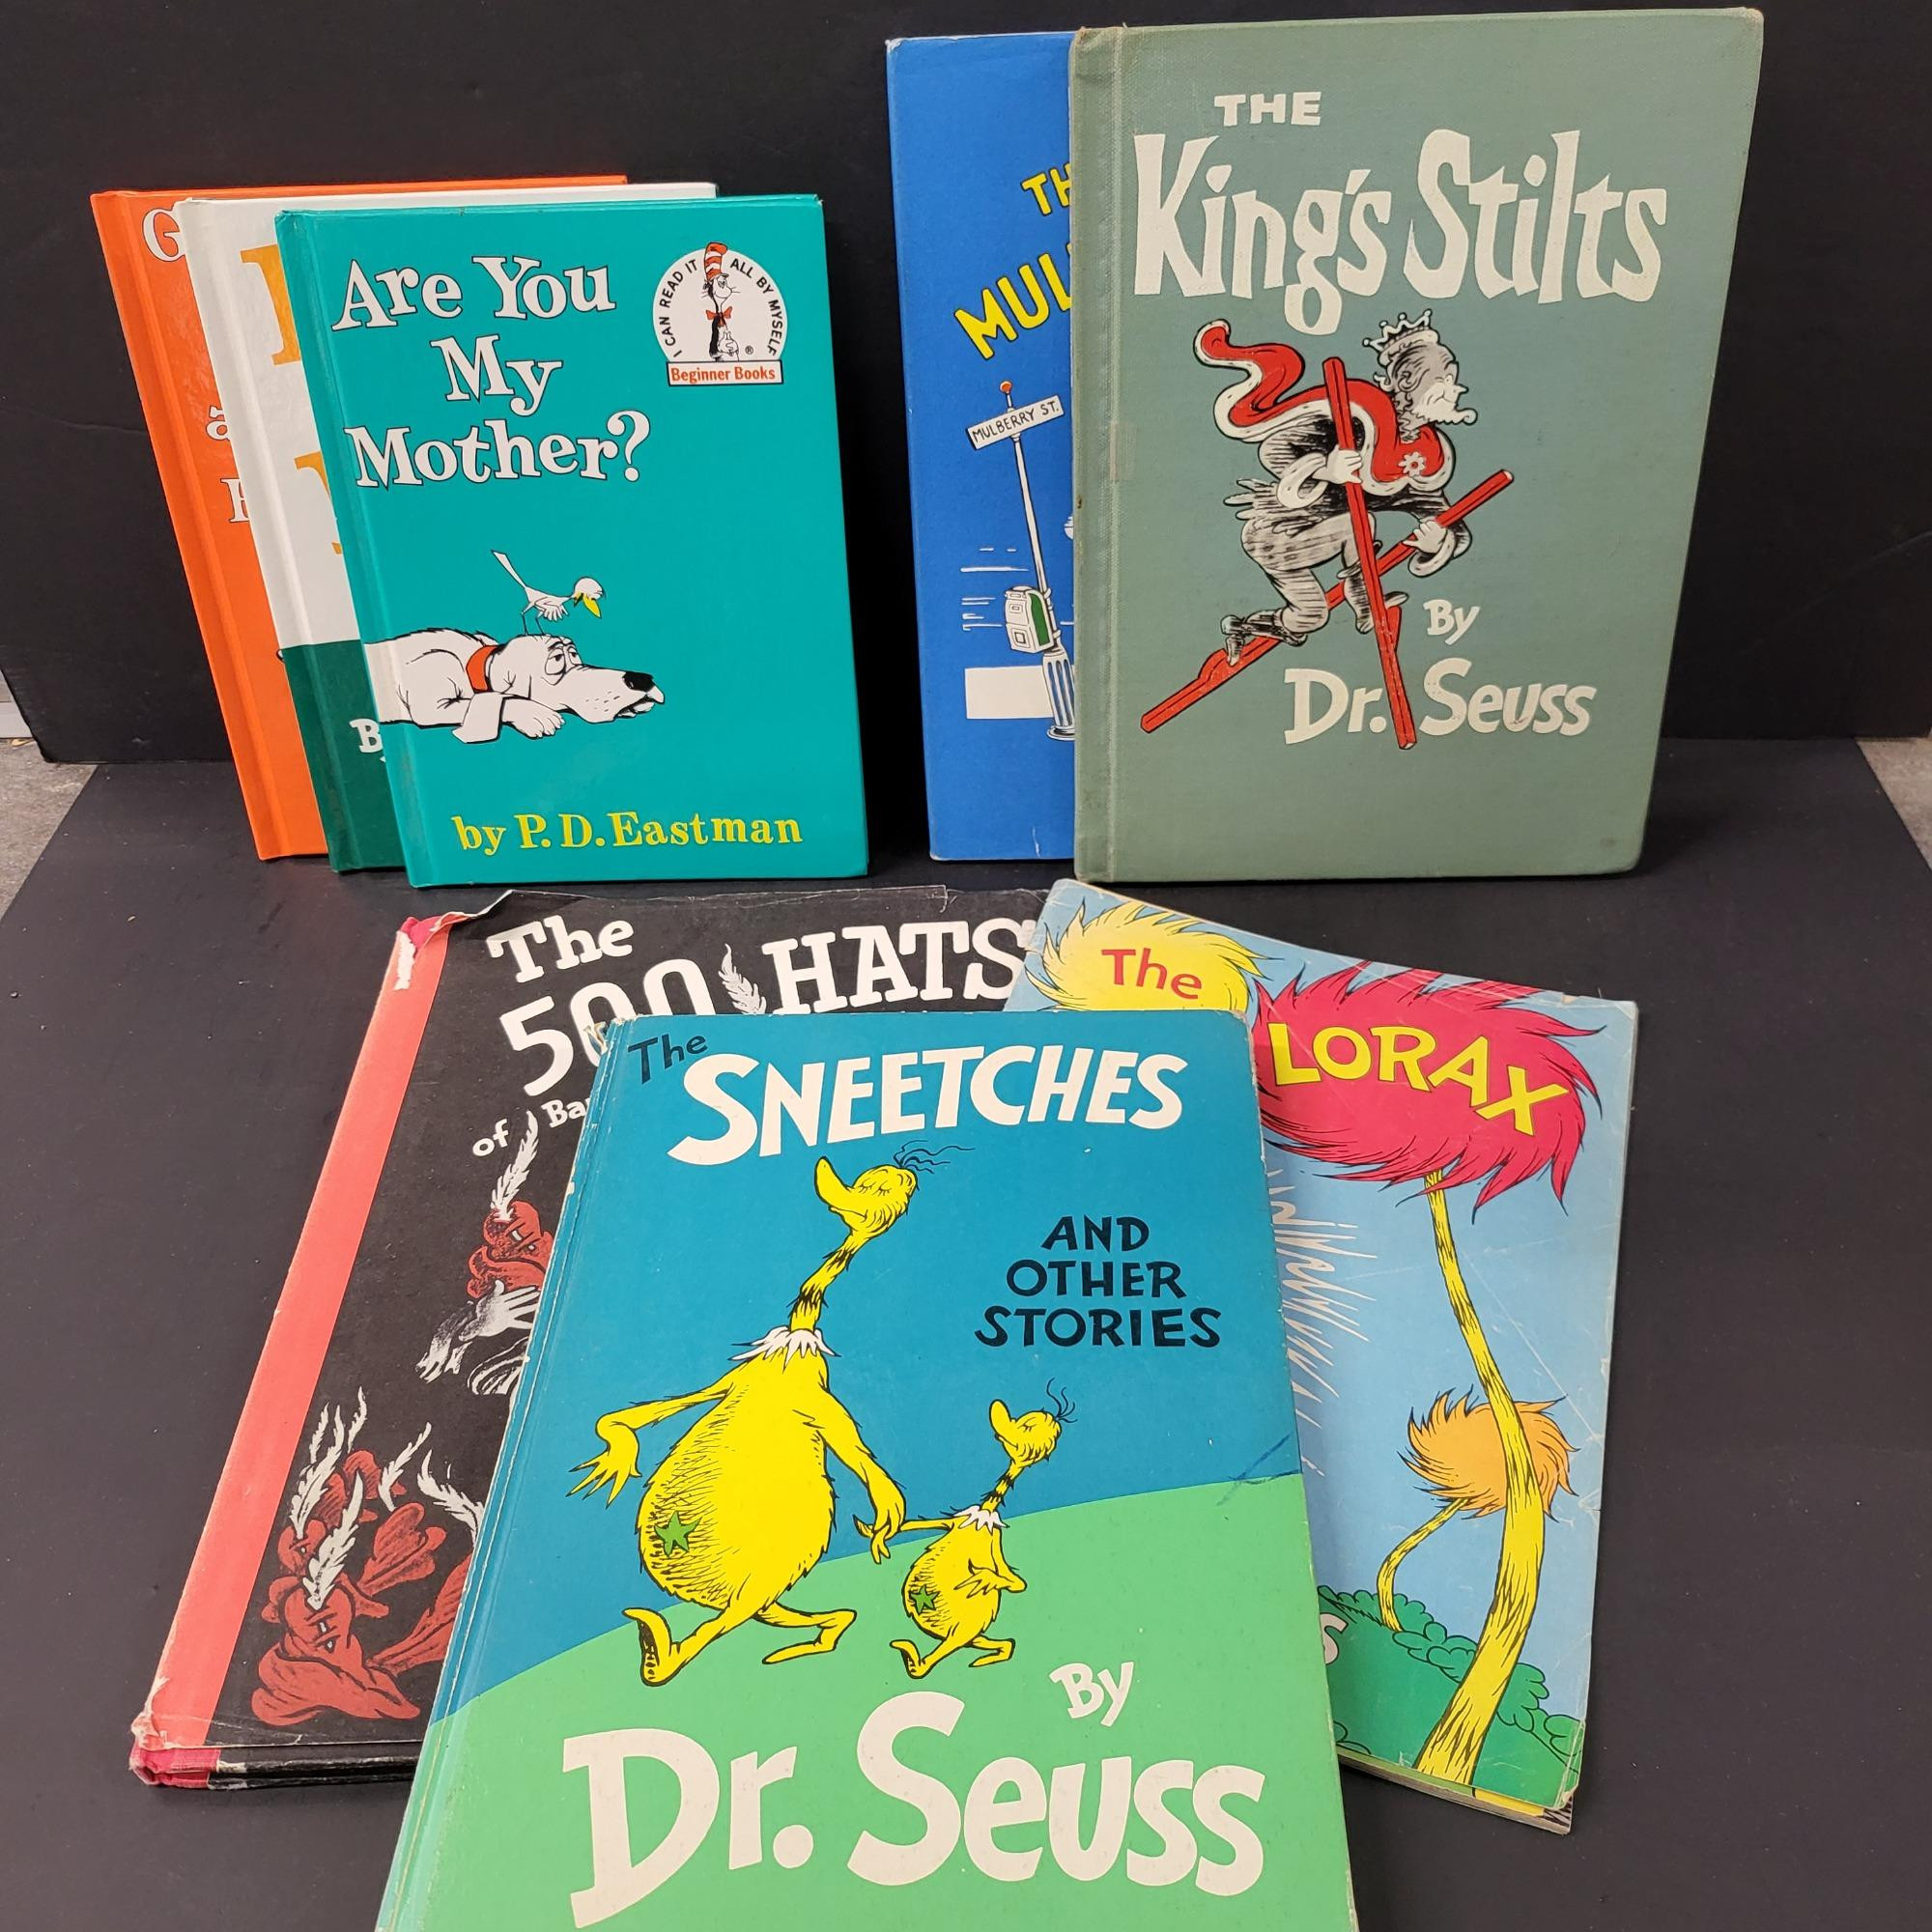 Are You
My
Mother?
I CAN READ IT ALL BY MYSELF
®
Beginner Books
by P. D. Eastman
MULBERRY ST.
THE
King's Stilts
By
Dr. Seuss
The
500 HATS
of
The
LORAX
The
SNEETCHES
AND
OTHER
STORIES
By
Dr. Seuss